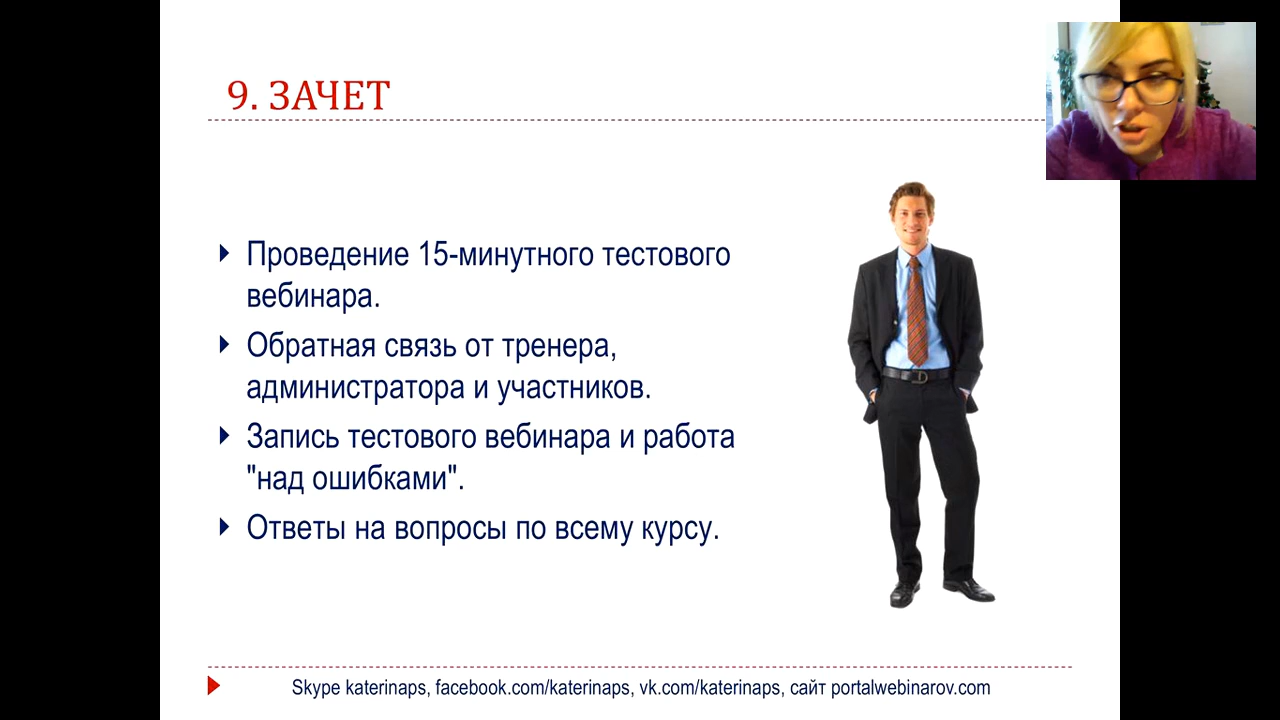 9. ЗАЧЕТ
Проведение 15-минутного тестового
вебинара.
Обратная связь от тренера,
администратора и участников.
Запись тестового вебинара и работа
"над ошибками".
Ответы на вопросы по всему курсу.
Skype katerinaps, facebook.com/katerinaps, vk.com/katerinaps, сайт portalwebinarov.com